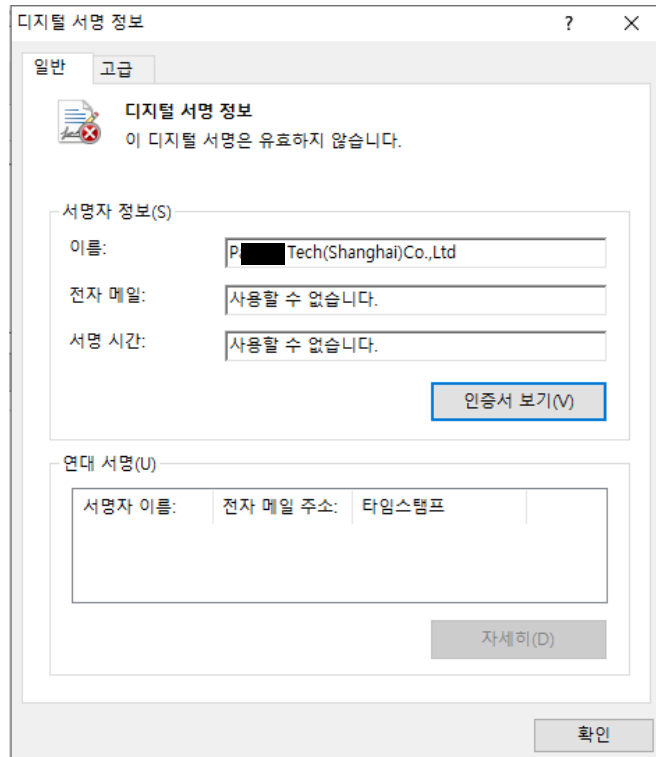 디지털 서명 정보
일반
고급
디지털 서명 정보
이 디지털 서명은 유효하지 않습니다.
서명자 정보(S)
이름:
Tech(Shanghai)Co.,Ltd
전자 메일:
사용할 수 없습니다.
서명 시간:
사용할 수 없습니다.
인증서 보기(V)
연대 서명(U)
서명자 이름: 전자 메일 주소: 타임스탬프
자세히(D)
확인